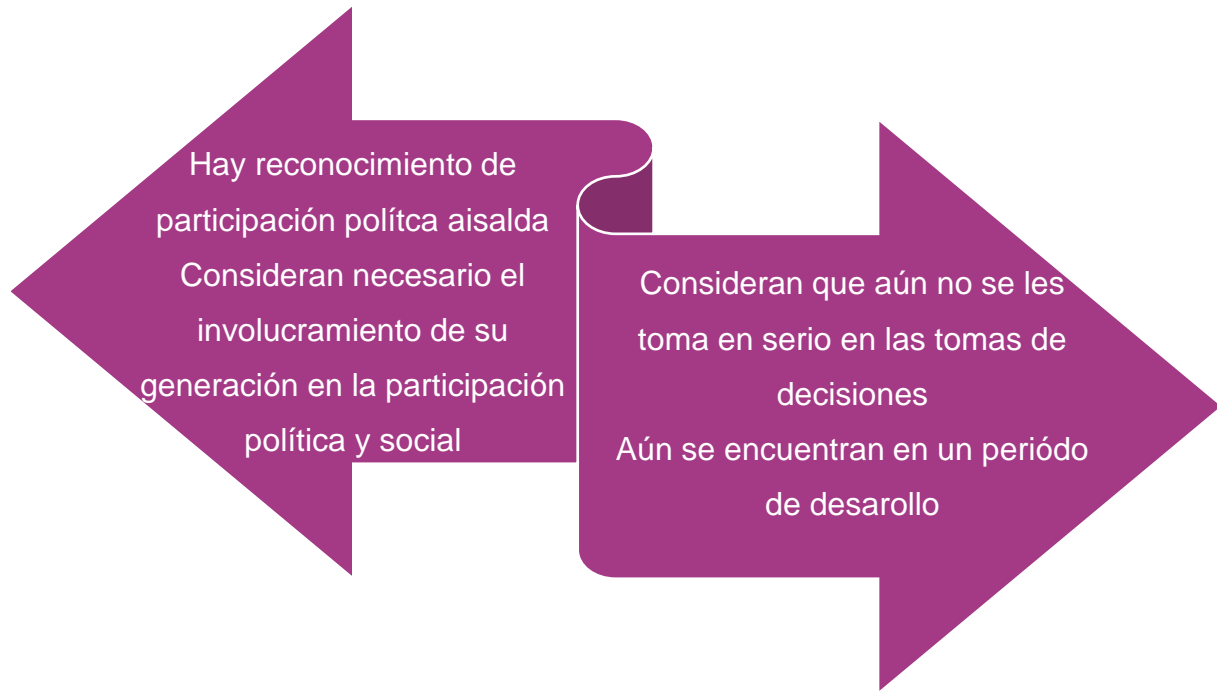 Hay reconocimiento de
participación polítca aisalda
Consideran necesario el
involucramiento de su
generación en la participación
política y social
Consideran que aún no se les
toma en serio en las tomas de
decisiones
Aún se encuentran en un periódo
de desarollo